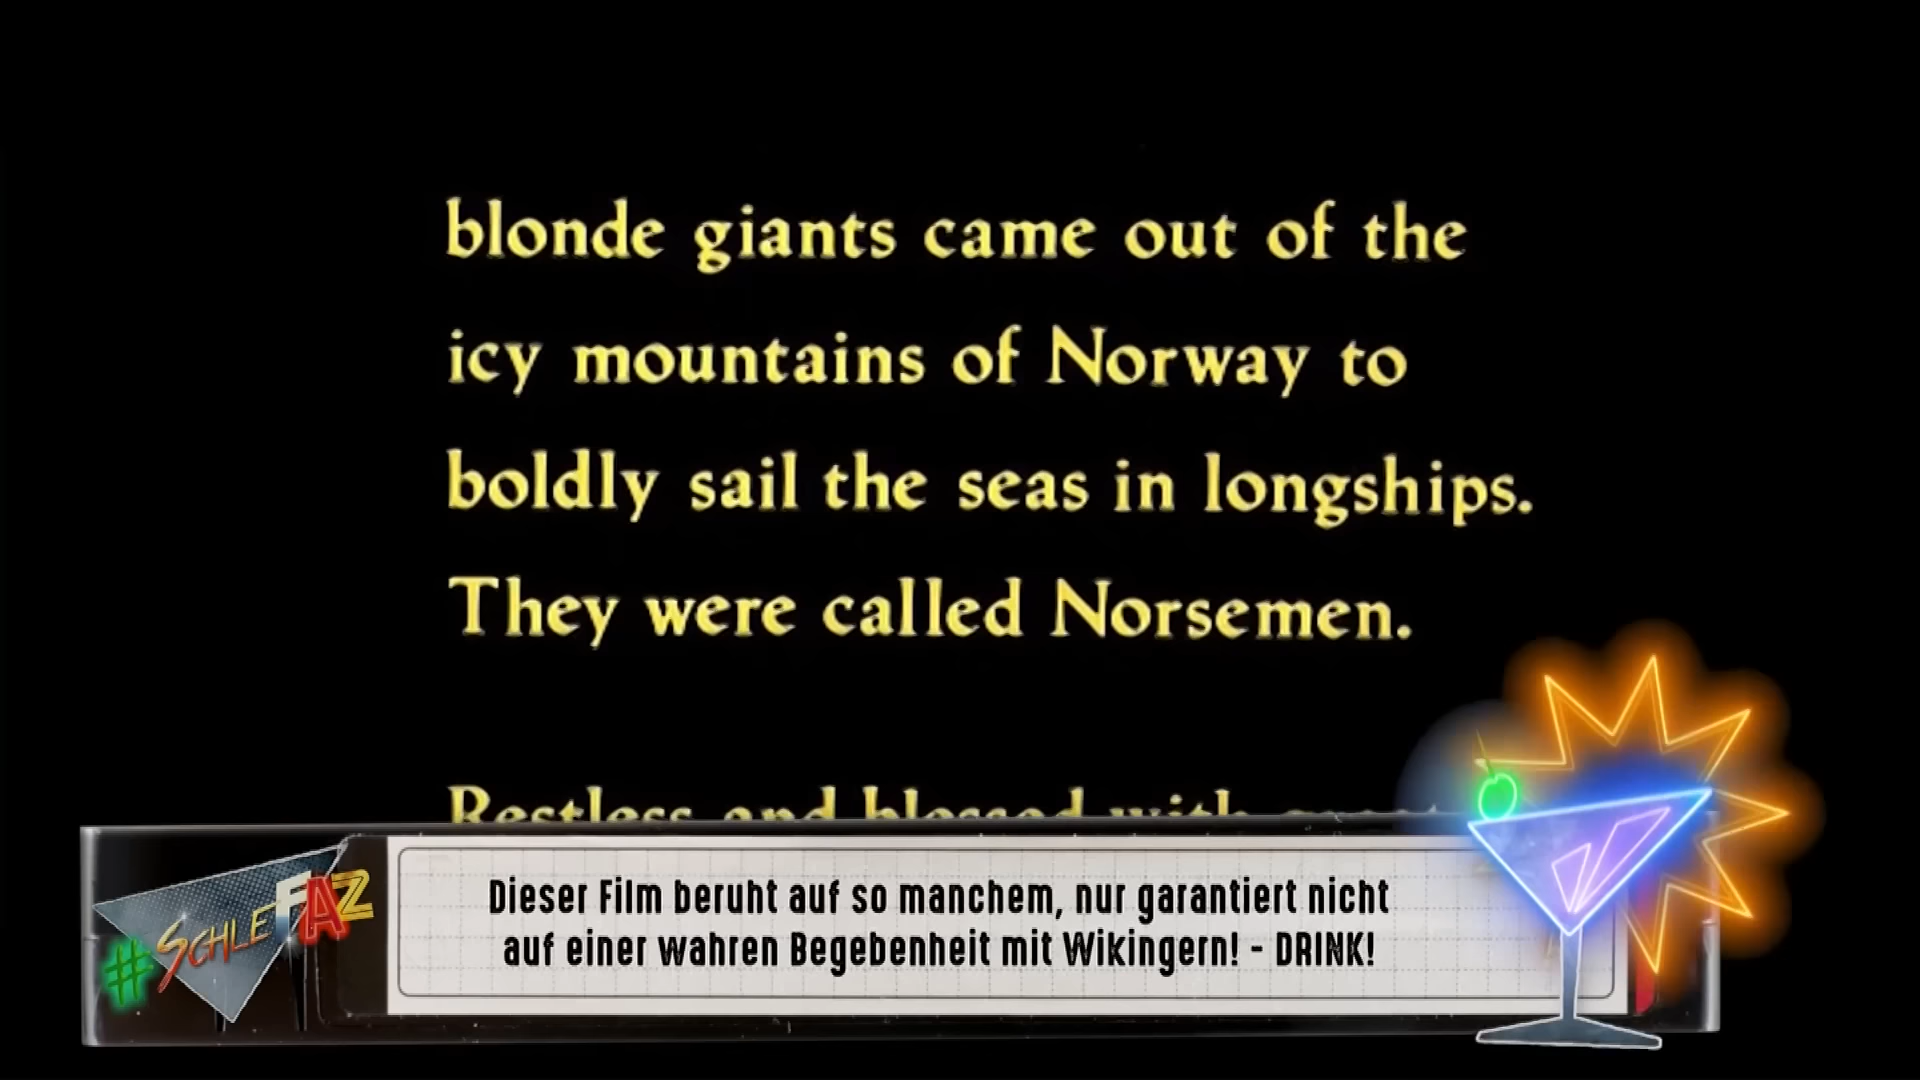 blonde giants came out of the
icy mountains of Norway to
boldly sail the seas in longships.
They were called Norsemen.
Restless and blessed with great
#SCHLEFAZ
Dieser Film beruht auf so manchem, nur garantiert nicht
auf einer wahren Begebenheit mit Wikingern! - DRINK!